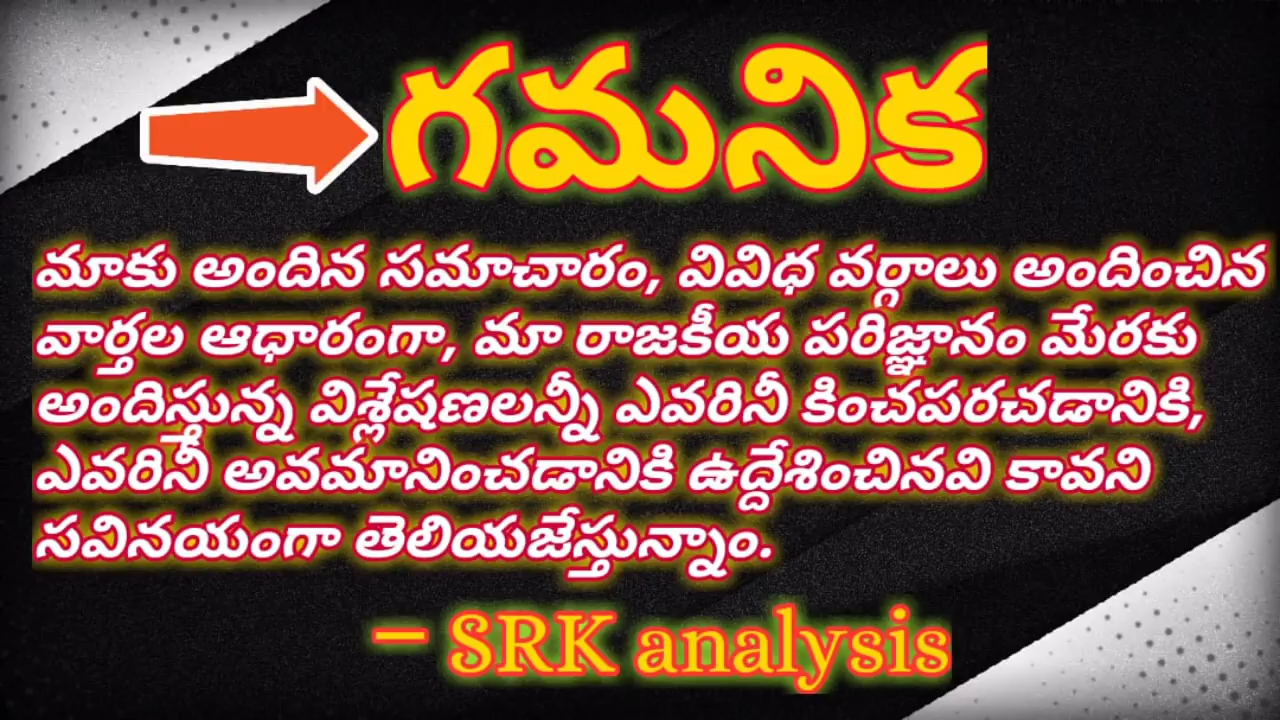 గమనిక
మాకు అందిన సమాచారం, వివిధ వర్గాలు అందించిన
వార్తల ఆధారంగా, మా రాజకీయ పరిజ్ఞానం మేరకు
అందిస్తున్న విశ్లేషణలన్నీ ఎవరినీ కించపరచడానికి,
ఎవరినీ అవమానించడానికి ఉద్దేశించినవి కావని
సవినయంగా తెలియజేస్తున్నాం.
– SRK analysis